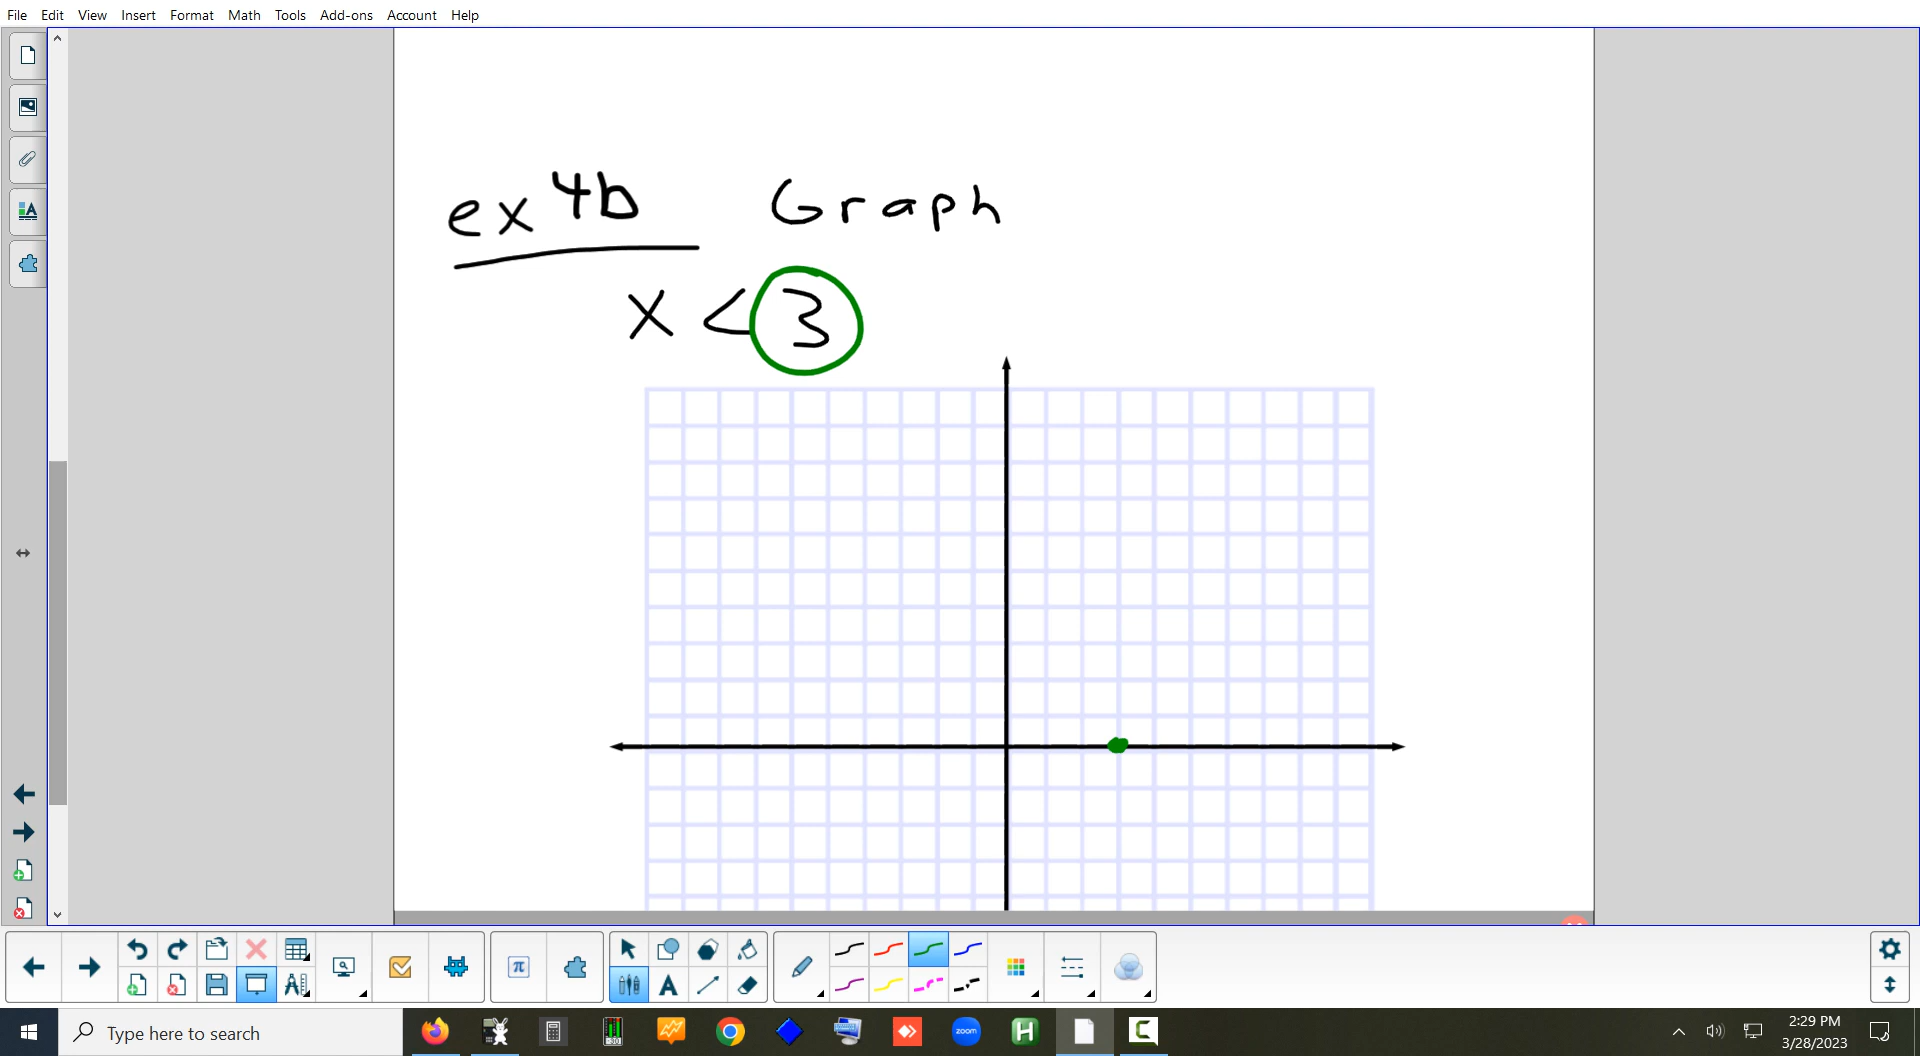 File Edit View Insert Format Math Tools Add-ons Account Help
ex 4b Graph
x < 3
π
A
zoom
H
C
Type here to search
2:29 PM
3/28/2023